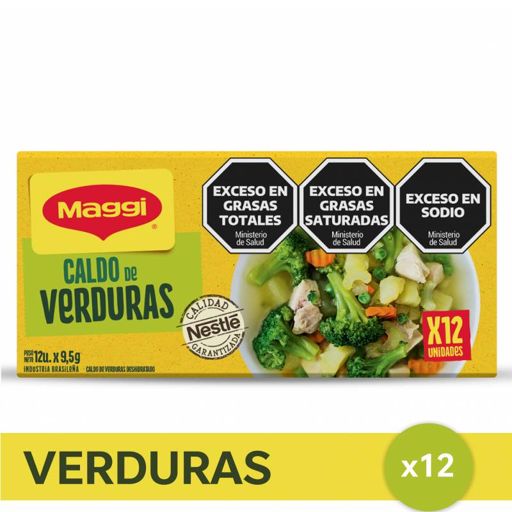 Maggi
®
CALDO DE
VERDURAS
PESO
NETO 12u. x 9,5g
INDUSTRIA BRASILEÑA
CALDO DE VERDURAS DESHIDRATADO
CALIDAD
Nestlé
GARANTIZADA
EXCESO EN
GRASAS
TOTALES
Ministerio
de Salud
EXCESO EN
GRASAS
SATURADAS
Ministerio
de Salud
EXCESO EN
SODIO
Ministerio
de Salud
X12
UNIDADES
VERDURAS
x12